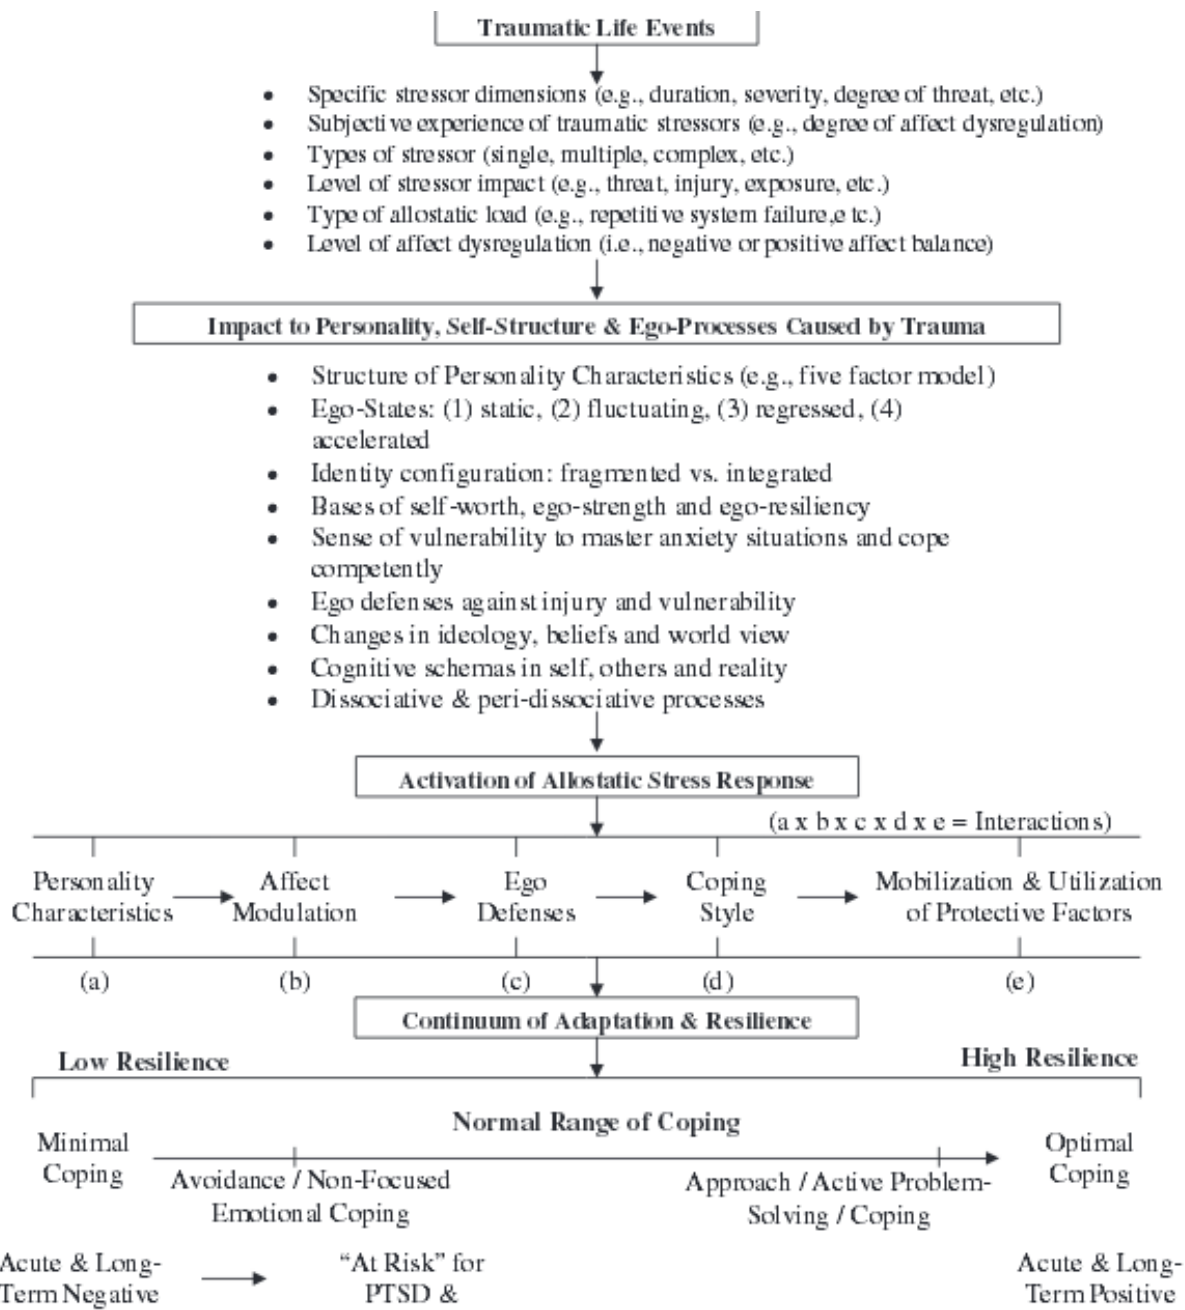 Traumatic Life Events
• Specific stressor dimensions (e.g., duration, severity, degree of threat, etc.)
• Subjective experience of traumatic stressors (e.g., degree of affect dysregulation)
• Types of stressor (single, multiple, complex, etc.)
• Level of stressor impact (e.g., threat, injury, exposure, etc.)
• Type of allostatic load (e.g., repetitive system failure,e tc.)
• Level of affect dysregulation (i.e., negative or positive affect balance)
Impact to Personality, Self-Structure & Ego-Processes Caused by Trauma
• Structure of Personality Characteristics (e.g., five factor model)
• Ego-States: (1) static, (2) fluctuating, (3) regressed, (4)
accelerated
• Identity configuration: fragmented vs. integrated
• Bases of self-worth, ego-strength and ego-resiliency
• Sense of vulnerability to master anxiety situations and cope
competently
• Ego defenses against injury and vulnerability
• Changes in ideology, beliefs and world view
• Cognitive schemas in self, others and reality
• Dissociative & peri-dissociative processes
Activation of Allostatic Stress Response
(a x b x c x d x e = Interactions)
Personality
Characteristics
Affect
Modulation
Ego
Defenses
Coping
Style
Mobilization & Utilization
of Protective Factors
(a) (b) (c) (d) (e)
Continuum of Adaptation & Resilience
Low Resilience
High Resilience
Normal Range of Coping
Minimal
Coping
Optimal
Coping
Avoidance / Non-Focused
Emotional Coping
Approach / Active Problem-
Solving / Coping
Acute & Long-
Term Negative
"At Risk" for
PTSD &
Acute & Long-
Term Positive